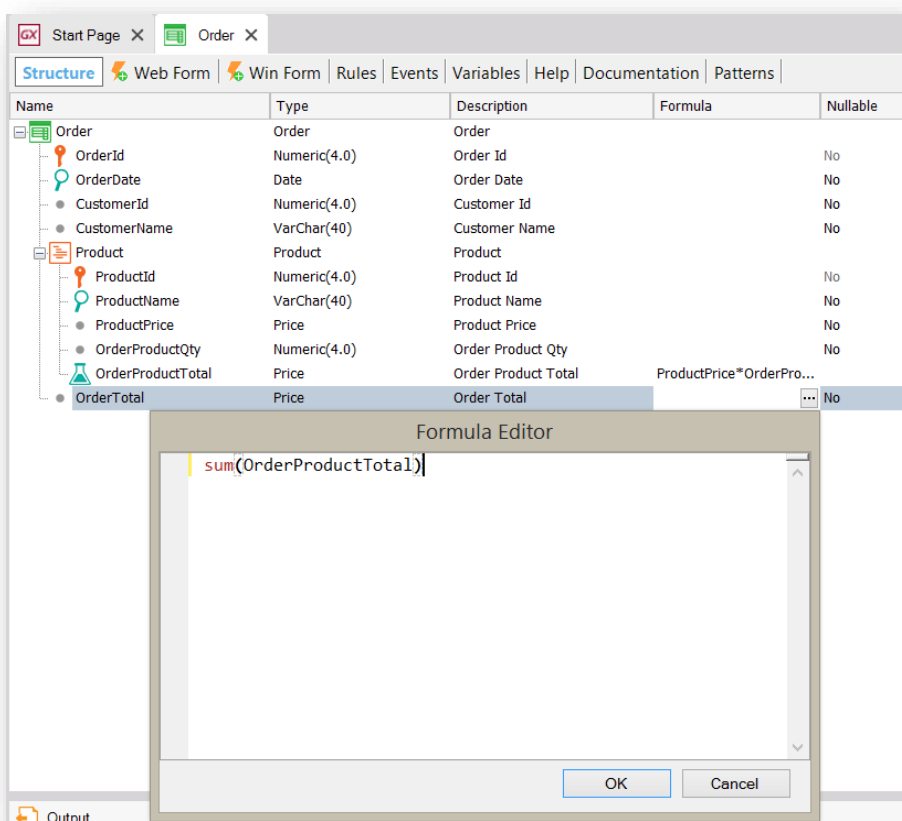 GX Start Page Order
Structure Web Form Win Form Rules Events Variables Help Documentation Patterns
Name Type Description Formula Nullable
Order Order Order
OrderId Numeric(4.0) Order Id No
OrderDate Date Order Date No
CustomerId Numeric(4.0) Customer Id No
CustomerName VarChar(40) Customer Name No
Product Product Product
ProductId Numeric(4.0) Product Id No
ProductName VarChar(40) Product Name No
ProductPrice Price Product Price No
OrderProductQty Numeric(4.0) Order Product Qty No
OrderProductTotal Price Order Product Total ProductPrice*OrderPro...
OrderTotal Price Order Total ... No
Formula Editor
sum(OrderProductTotal)
OK Cancel
Output